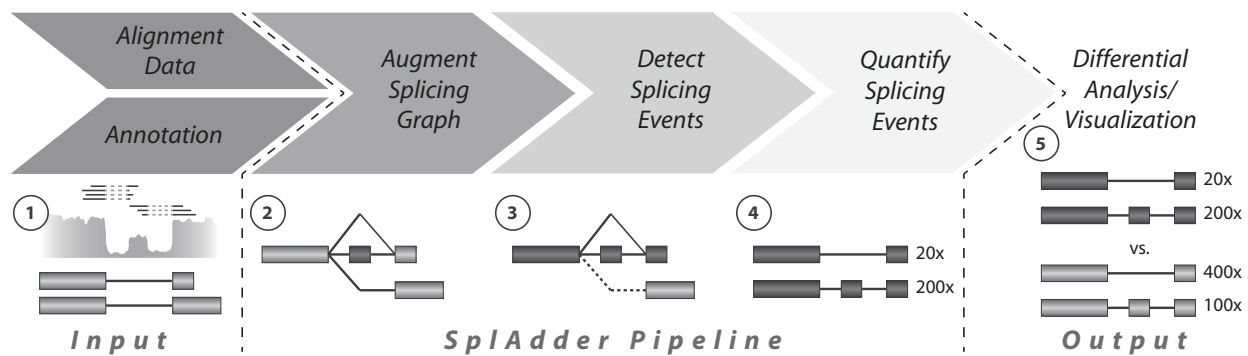 Alignment
Data
Annotation
Augment
Splicing
Graph
Detect
Splicing
Events
Quantify
Splicing
Events
Differential
Analysis/
Visualization
1
2
3
4
20x
200x
5
20x
200x
vs.
400x
100x
Input
SplAdder Pipeline
Output